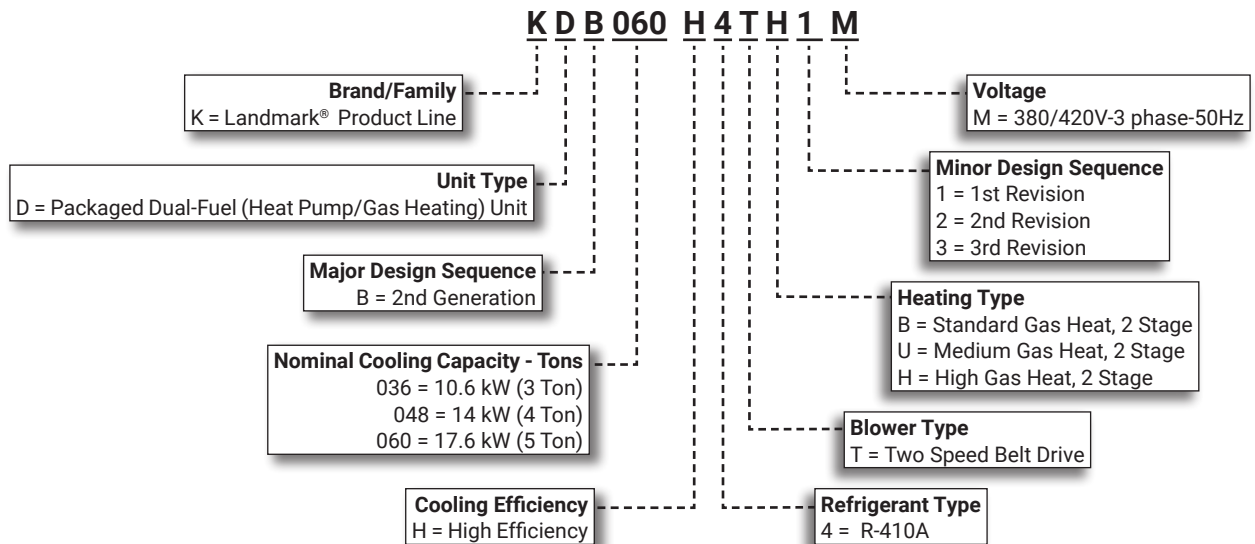 K D B 060 H 4 T H 1 M
Brand/Family
K = Landmark® Product Line
Unit Type
D = Packaged Dual-Fuel (Heat Pump/Gas Heating) Unit
Major Design Sequence
B = 2nd Generation
Nominal Cooling Capacity - Tons
036 = 10.6 kW (3 Ton)
048 = 14 kW (4 Ton)
060 = 17.6 kW (5 Ton)
Cooling Efficiency
H = High Efficiency
Voltage
M = 380/420V-3 phase-50Hz
Minor Design Sequence
1 = 1st Revision
2 = 2nd Revision
3 = 3rd Revision
Heating Type
B = Standard Gas Heat, 2 Stage
U = Medium Gas Heat, 2 Stage
H = High Gas Heat, 2 Stage
Blower Type
T = Two Speed Belt Drive
Refrigerant Type
4 = R-410A